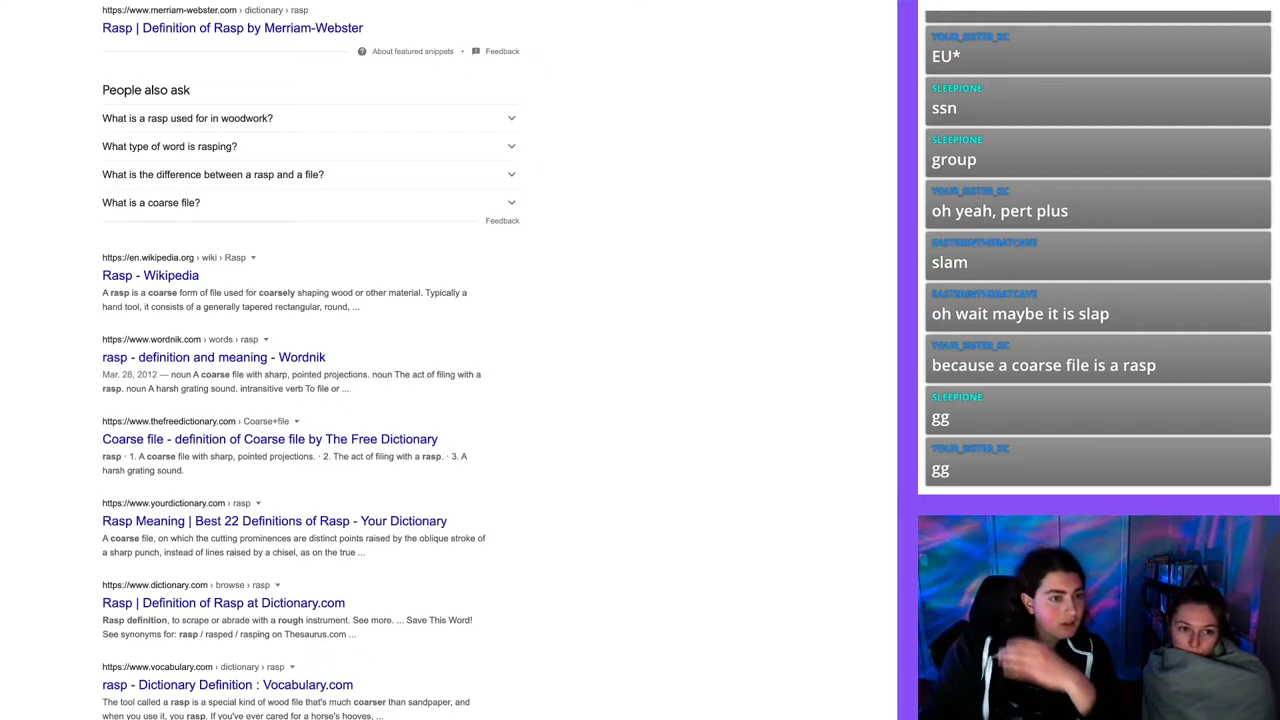 https://www.merriam-webster.com › dictionary › rasp
Rasp | Definition of Rasp by Merriam-Webster
About featured snippets • Feedback
People also ask
What is a rasp used for in woodwork?
What type of word is rasping?
What is the difference between a rasp and a file?
What is a coarse file?
Feedback
https://en.wikipedia.org › wiki › Rasp
Rasp - Wikipedia
A rasp is a coarse form of file used for coarsely shaping wood or other material. Typically a
hand tool, it consists of a generally tapered rectangular, round, ...
https://www.wordnik.com › words › rasp
rasp - definition and meaning - Wordnik
Mar. 28, 2012 — noun A coarse file with sharp, pointed projections. noun The act of filing with a
rasp. noun A harsh grating sound. intransitive verb To file or ...
https://www.thefreedictionary.com › Coarse+file
Coarse file - definition of Coarse file by The Free Dictionary
rasp · 1. A coarse file with sharp, pointed projections. · 2. The act of filing with a rasp. · 3. A
harsh grating sound.
https://www.yourdictionary.com › rasp
Rasp Meaning | Best 22 Definitions of Rasp - Your Dictionary
A coarse file, on which the cutting prominences are distinct points raised by the oblique stroke of
a sharp punch, instead of lines raised by a chisel, as on the true ...
https://www.dictionary.com › browse › rasp
Rasp | Definition of Rasp at Dictionary.com
Rasp definition, to scrape or abrade with a rough instrument. See more. ... Save This Word!
See synonyms for: rasp / rasped / rasping on Thesaurus.com ...
https://www.vocabulary.com › dictionary › rasp
rasp - Dictionary Definition : Vocabulary.com
The tool called a rasp is a special kind of wood file that's much coarser than sandpaper, and
when you use it, you rasp. If you've ever cared for a horse's hooves, ...
YOUR_SISTER_KC
EU*
SLEEPIONE
ssn
SLEEPIONE
group
YOUR_SISTER_KC
oh yeah, pert plus
EASTERINTHEBATCAVE
slam
EASTERINTHEBATCAVE
oh wait maybe it is slap
YOUR_SISTER_KC
because a coarse file is a rasp
SLEEPIONE
gg
YOUR_SISTER_KC
gg